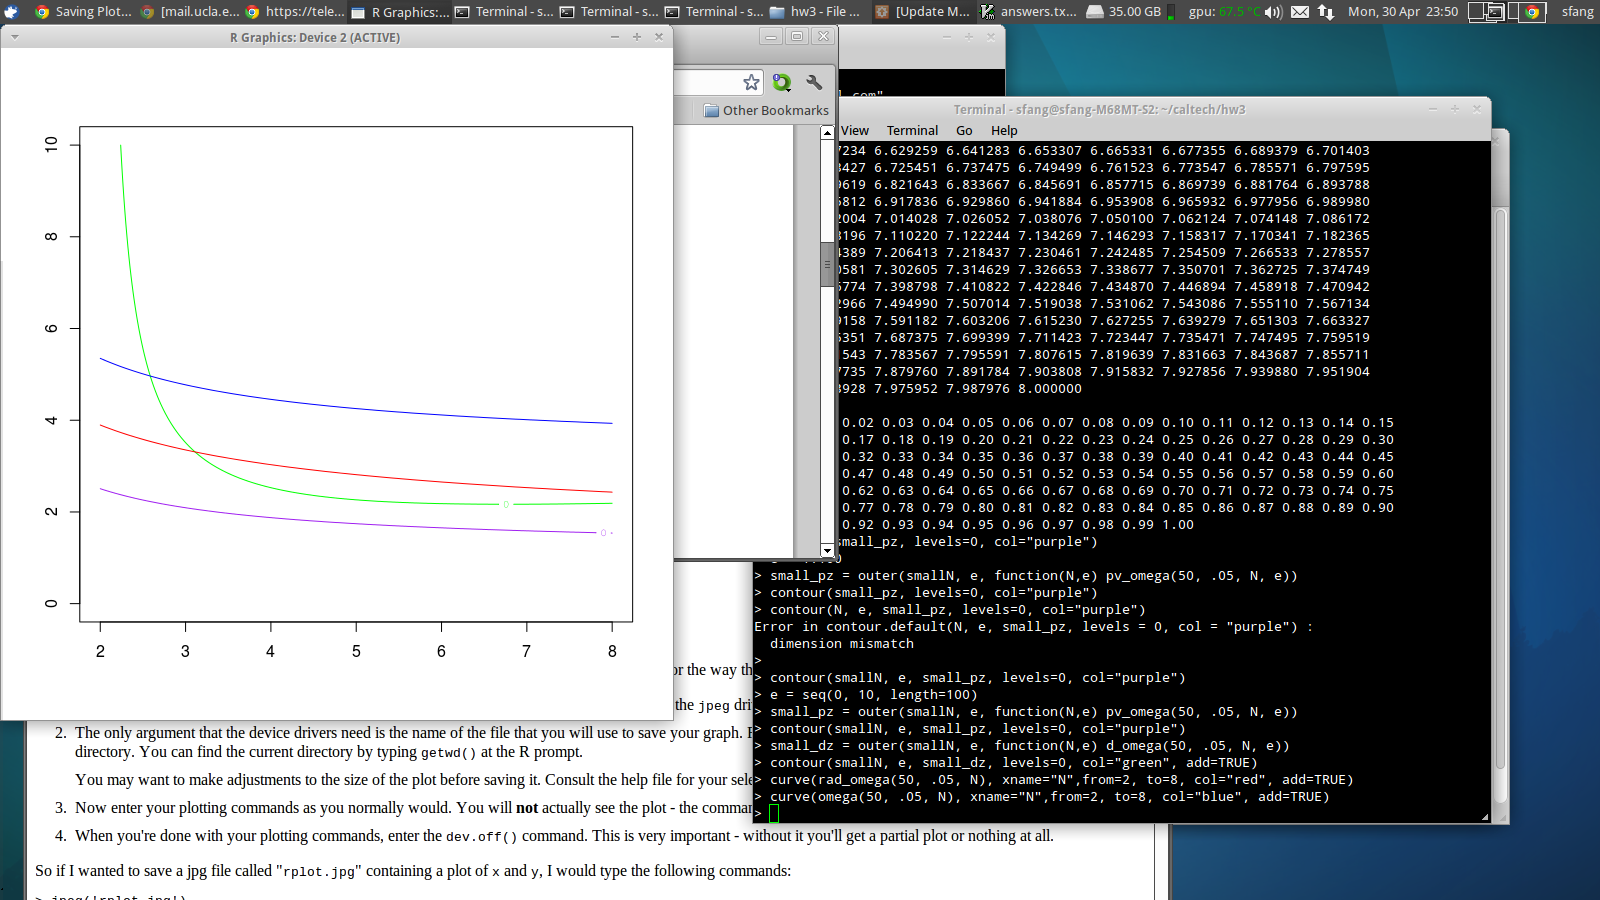 Saving Plot... [mail.ucla.e... https://tele... R Graphics:... Terminal - s... Terminal - s... Terminal - s... hw3 - File ... [Update M... answers.tx... 35.00 GB gpu: 67.5 °C Mon, 30 Apr 23:50 sfang
R Graphics: Device 2 (ACTIVE)
10
8
6
4
2
0
2 3 4 5 6 7 8
0
0
Other Bookmarks
.com"
Terminal - sfang@sfang-M68MT-S2: ~/caltech/hw3
View Terminal Go Help
7234 6.629259 6.641283 6.653307 6.665331 6.677355 6.689379 6.701403
3427 6.725451 6.737475 6.749499 6.761523 6.773547 6.785571 6.797595
9619 6.821643 6.833667 6.845691 6.857715 6.869739 6.881764 6.893788
5812 6.917836 6.929860 6.941884 6.953908 6.965932 6.977956 6.989980
2004 7.014028 7.026052 7.038076 7.050100 7.062124 7.074148 7.086172
8196 7.110220 7.122244 7.134269 7.146293 7.158317 7.170341 7.182365
4389 7.206413 7.218437 7.230461 7.242485 7.254509 7.266533 7.278557
0581 7.302605 7.314629 7.326653 7.338677 7.350701 7.362725 7.374749
6774 7.398798 7.410822 7.422846 7.434870 7.446894 7.458918 7.470942
2966 7.494990 7.507014 7.519038 7.531062 7.543086 7.555110 7.567134
9158 7.591182 7.603206 7.615230 7.627255 7.639279 7.651303 7.663327
5351 7.687375 7.699399 7.711423 7.723447 7.735471 7.747495 7.759519
1543 7.783567 7.795591 7.807615 7.819639 7.831663 7.843687 7.855711
7735 7.879760 7.891784 7.903808 7.915832 7.927856 7.939880 7.951904
3928 7.975952 7.987976 8.000000
0.02 0.03 0.04 0.05 0.06 0.07 0.08 0.09 0.10 0.11 0.12 0.13 0.14 0.15
0.17 0.18 0.19 0.20 0.21 0.22 0.23 0.24 0.25 0.26 0.27 0.28 0.29 0.30
0.32 0.33 0.34 0.35 0.36 0.37 0.38 0.39 0.40 0.41 0.42 0.43 0.44 0.45
0.47 0.48 0.49 0.50 0.51 0.52 0.53 0.54 0.55 0.56 0.57 0.58 0.59 0.60
0.62 0.63 0.64 0.65 0.66 0.67 0.68 0.69 0.70 0.71 0.72 0.73 0.74 0.75
0.77 0.78 0.79 0.80 0.81 0.82 0.83 0.84 0.85 0.86 0.87 0.88 0.89 0.90
0.92 0.93 0.94 0.95 0.96 0.97 0.98 0.99 1.00
small_pz, levels=0, col="purple")
> small_pz = outer(smallN, e, function(N,e) pv_omega(50, .05, N, e))
> contour(small_pz, levels=0, col="purple")
> contour(N, e, small_pz, levels=0, col="purple")
Error in contour.default(N, e, small_pz, levels = 0, col = "purple") :
dimension mismatch
>
> contour(smallN, e, small_pz, levels=0, col="purple")
> e = seq(0, 10, length=100)
> small_pz = outer(smallN, e, function(N,e) pv_omega(50, .05, N, e))
> contour(smallN, e, small_pz, levels=0, col="purple")
> small_dz = outer(smallN, e, function(N,e) d_omega(50, .05, N, e))
> contour(smallN, e, small_dz, levels=0, col="green", add=TRUE)
> curve(rad_omega(50, .05, N), xname="N",from=2, to=8, col="red", add=TRUE)
> curve(omega(50, .05, N), xname="N",from=2, to=8, col="blue", add=TRUE)
>
or the way th
the jpeg dri
2. The only argument that the device drivers need is the name of the file that you will use to save your graph.
directory. You can find the current directory by typing getwd() at the R prompt.
You may want to make adjustments to the size of the plot before saving it. Consult the help file for your sele
3. Now enter your plotting commands as you normally would. You will not actually see the plot - the comman
4. When you're done with your plotting commands, enter the dev.off() command. This is very important - without it you'll get a partial plot or nothing at all.
So if I wanted to save a jpg file called "rplot.jpg" containing a plot of x and y, I would type the following commands:
> jpeg('rplot.jpg')